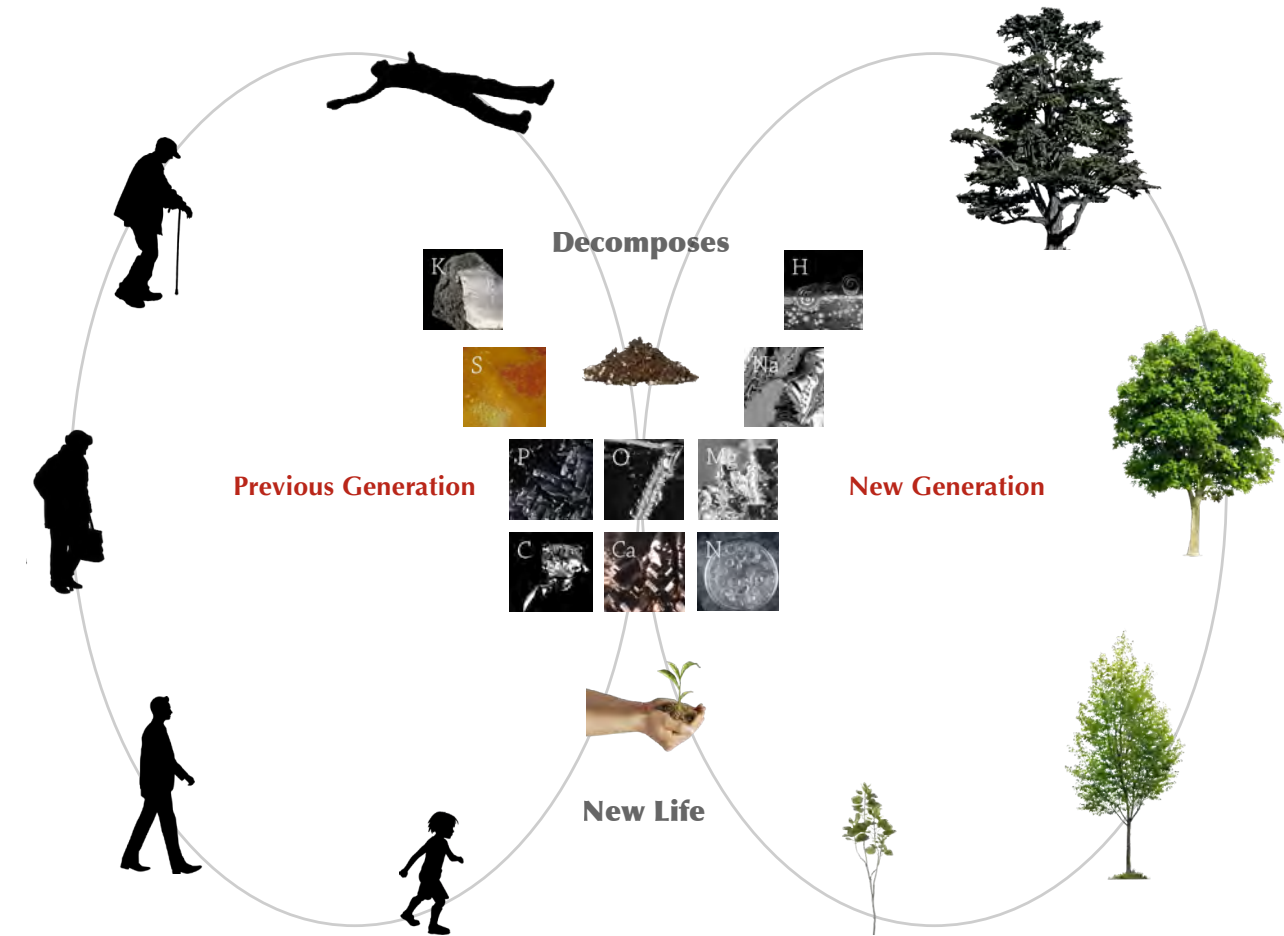 Decomposes
K
H
S
Na
P
O
Mg
Previous Generation
New Generation
C
Ca
N
New Life